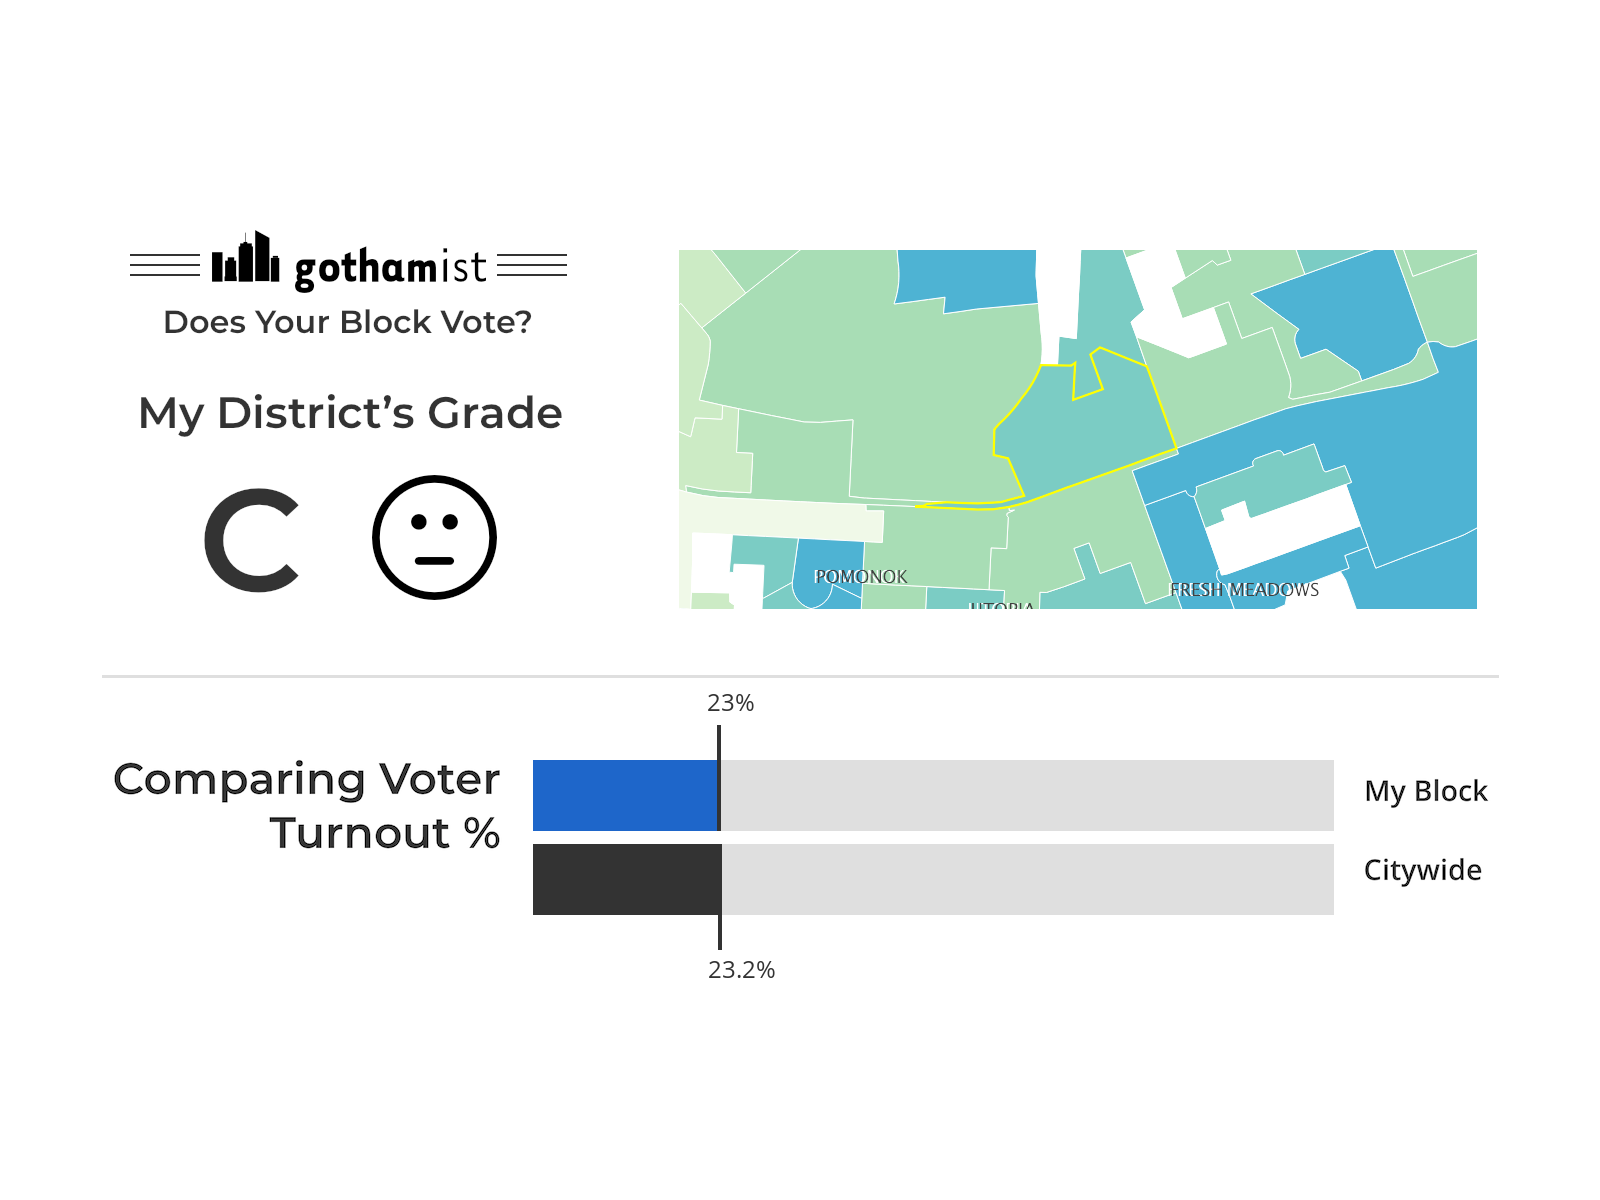 gothamist
Does Your Block Vote?
My District’s Grade
C
POMONOK
UTOPIA
FRESH MEADOWS
23%
Comparing Voter
Turnout %
My Block
Citywide
23.2%